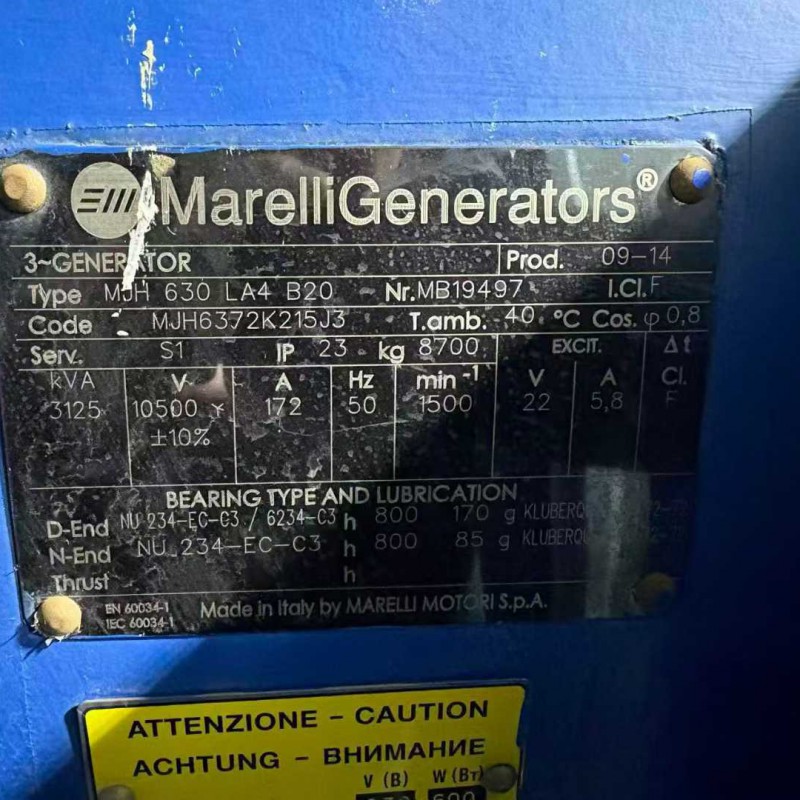 MarelliGenerators®
3~GENERATOR Prod. 09-14
Type MJH 630 LA4 B20 Nr. MB19497 I.Cl. F
Code MJH6372K215J3 T.amb. 40 °C Cos. φ 0,8
Serv. S1 IP 23 kg 8700 EXCIT. Δt
kVA V A Hz min⁻¹ V A Cl.
3125 10500 Y 172 50 1500 22 5,8 F
±10%
BEARING TYPE AND LUBRICATION
D-End NU 234-EC-C3 / 6234-C3 h 800 170 g
N-End NU 234-EC-C3 h 800 85 g
Thrust h
EN 60034-1
IEC 60034-1
Made in Italy by MARELLI MOTORI S.p.A.
ATTENZIONE - CAUTION
ACHTUNG - ВНИМАНИЕ
V (В) W (Вт)